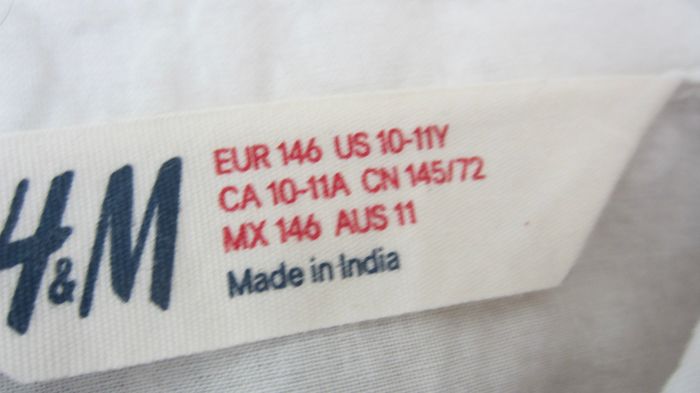 H&M
EUR 146 US 10-11Y
CA 10-11A CN 145/72
MX 146 AUS 11
Made in India